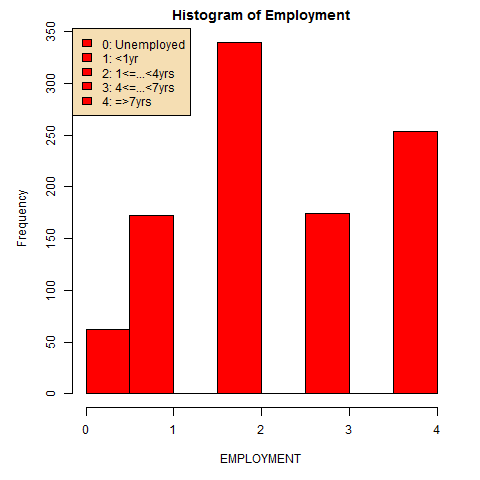 Histogram of Employment
0: Unemployed
1: <1yr
2: 1<=...<4yrs
3: 4<=...<7yrs
4: =>7yrs
350
300
250
200
150
100
50
0
Frequency
0 1 2 3 4
EMPLOYMENT